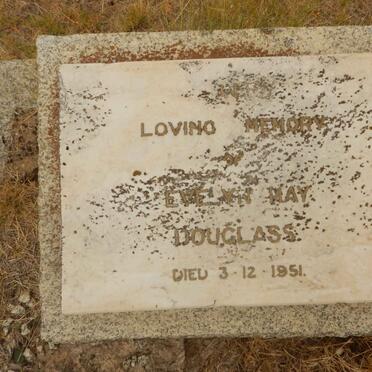 LOVING MEMORY
OF
EVELYN MAY
DOUGLASS.
DIED 3-12-1951.